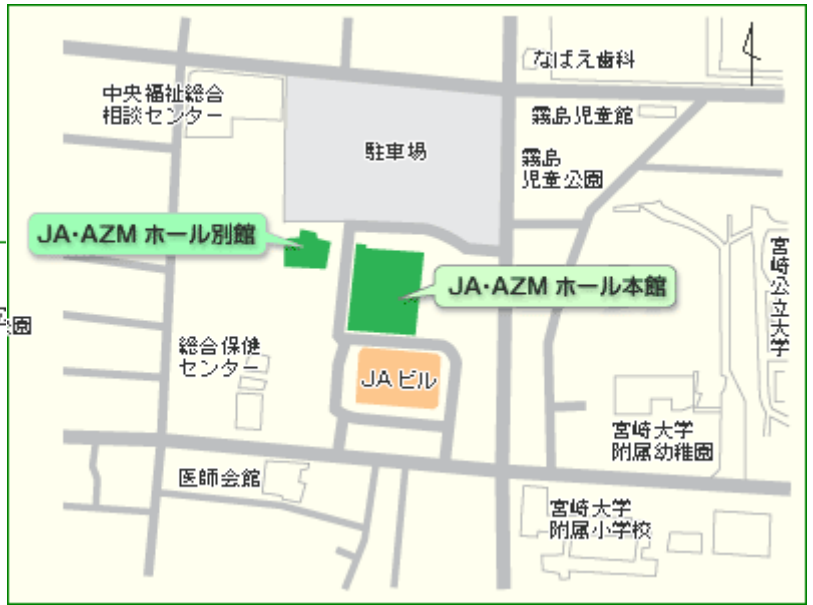 なばえ歯科
中央福祉総合
相談センター
霧島児童館
駐車場
霧島
児童公園
JA･AZM ホール別館
宮崎公立大学
JA･AZM ホール本館
園
総合保健
センター
JAビル
宮崎大学
附属幼稚園
医師会館
宮崎大学
附属小学校